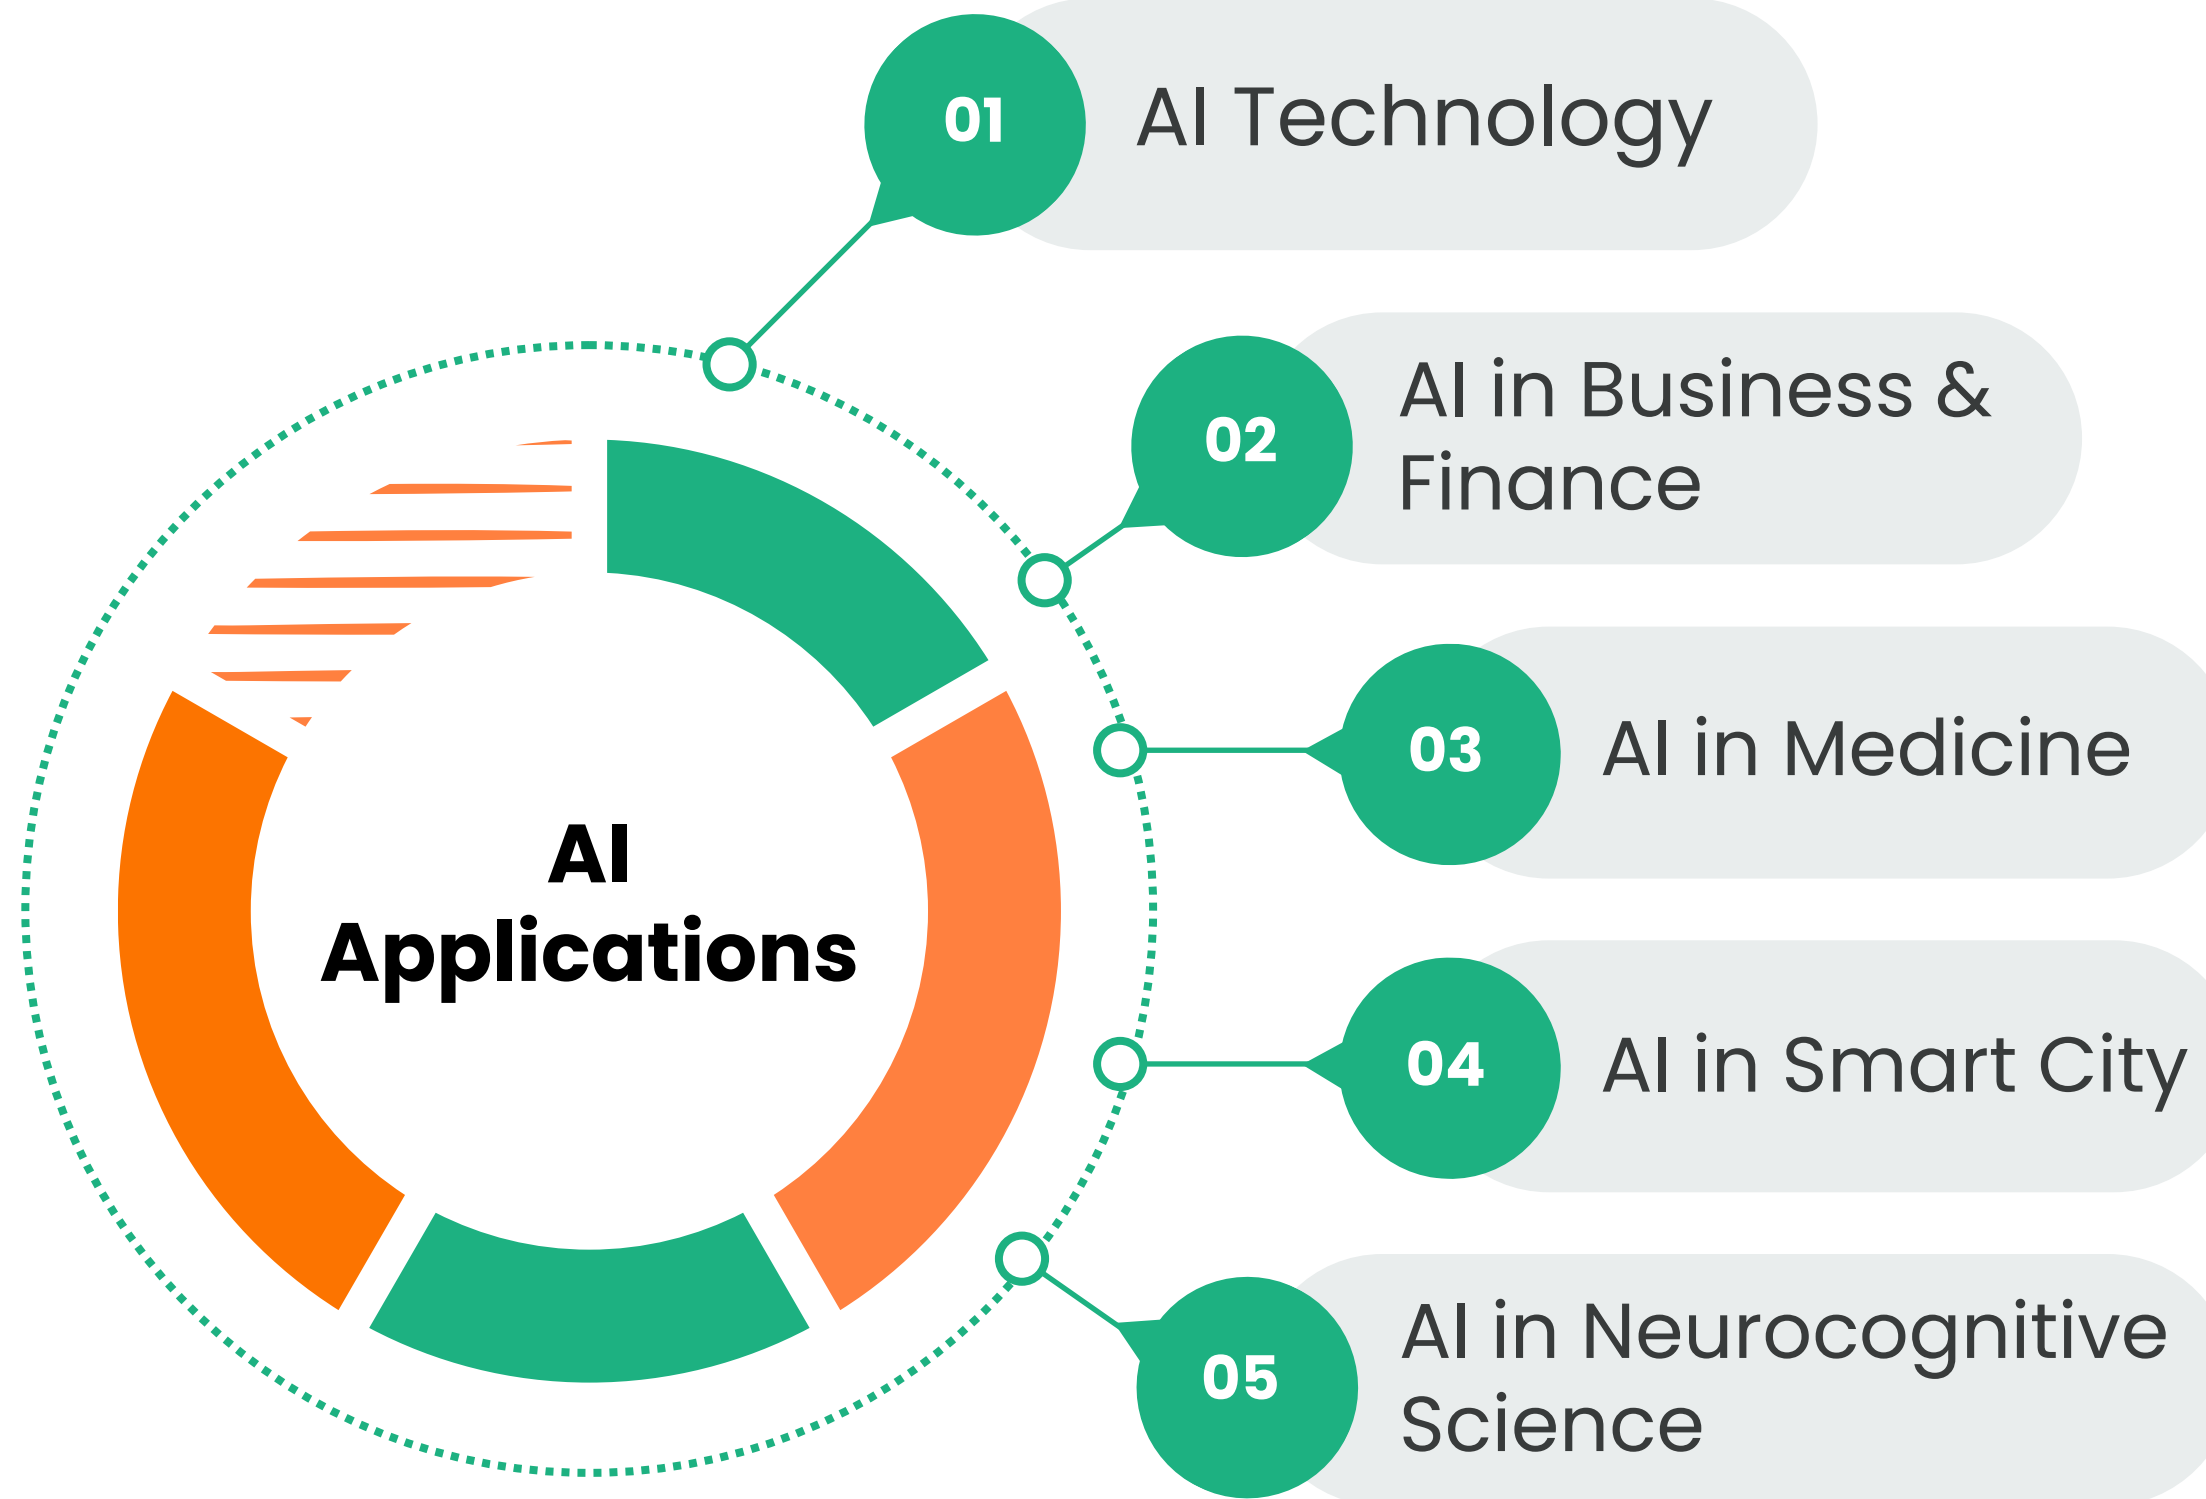 01
AI Technology
02
AI in Business &
Finance
03
AI in Medicine
AI
Applications
04
AI in Smart City
05
AI in Neurocognitive
Science